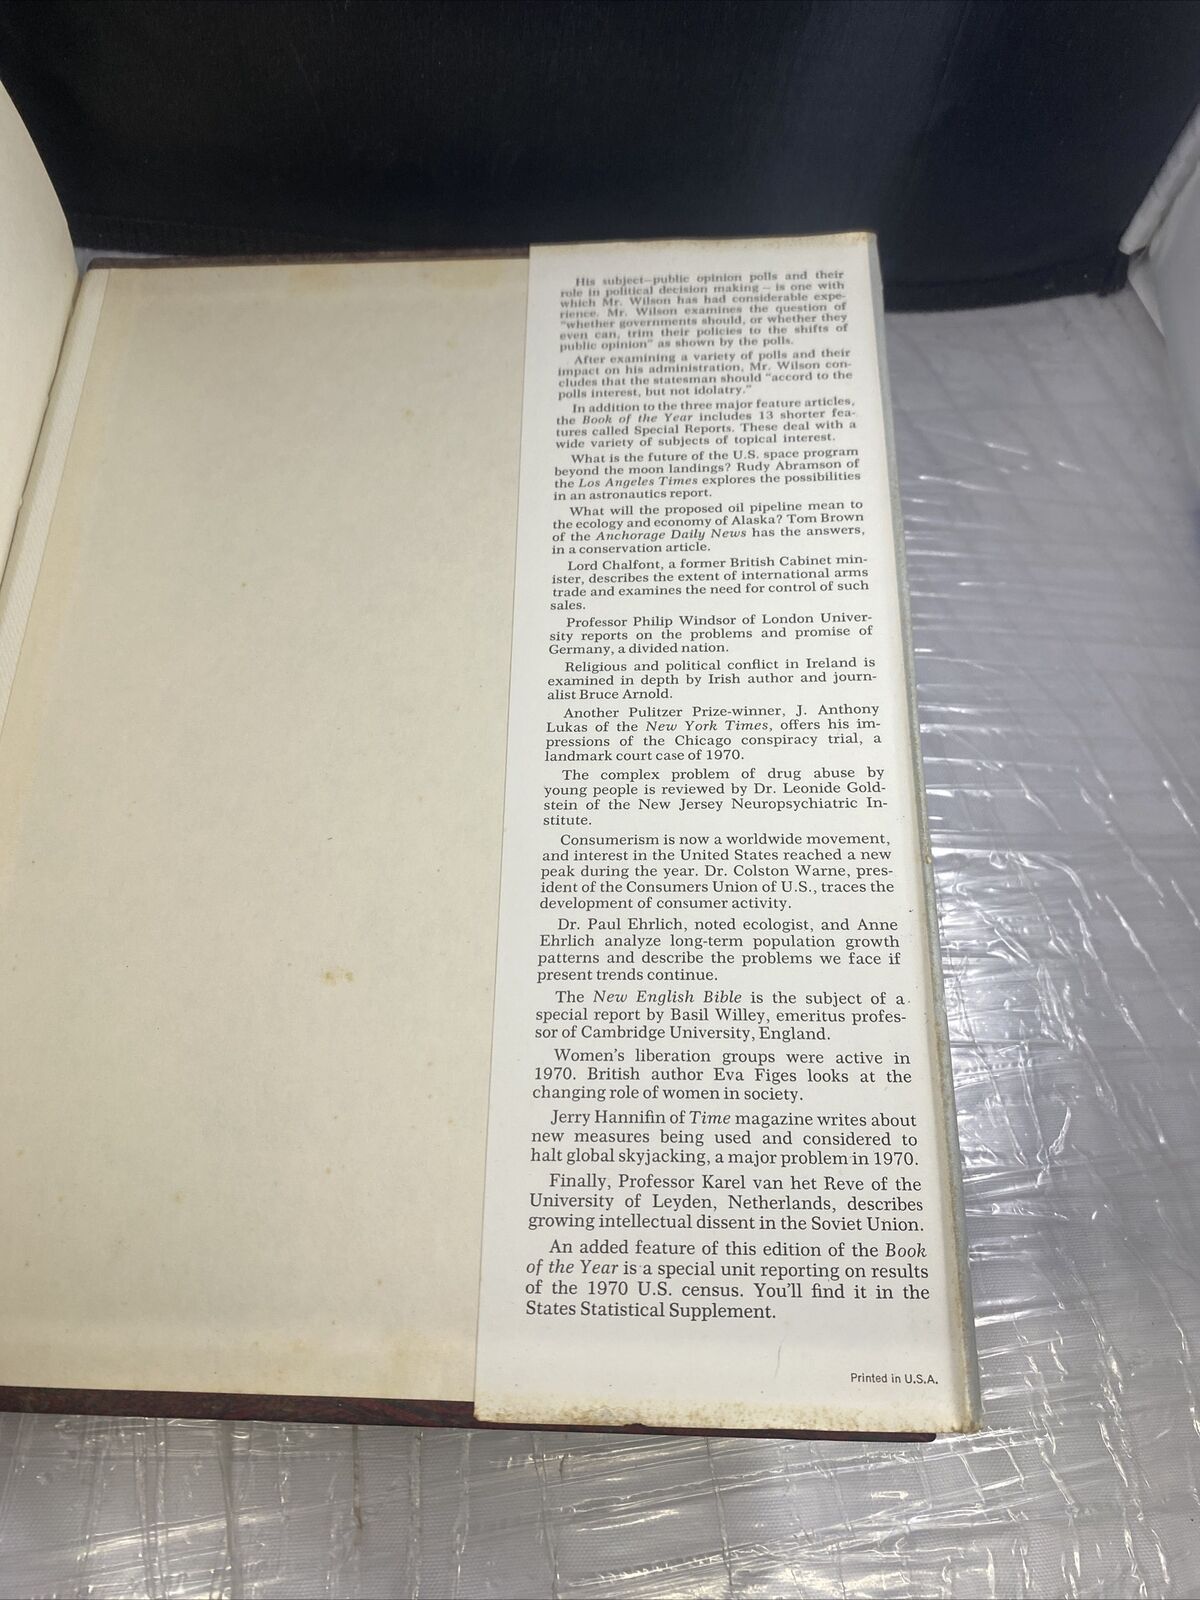 His subject—public opinion polls and their
role in political decision making — is one with
which Mr. Wilson has had considerable expe-
rience. Mr. Wilson examines the question of
"whether governments should, or whether they
even can, trim their policies to the shifts of
public opinion" as shown by the polls.
After examining a variety of polls and their
impact on his administration, Mr. Wilson con-
cludes that the statesman should "accord to the
polls interest, but not idolatry."
In addition to the three major feature articles,
the Book of the Year includes 13 shorter fea-
tures called Special Reports. These deal with a
wide variety of subjects of topical interest.
What is the future of the U.S. space program
beyond the moon landings? Rudy Abramson of
the Los Angeles Times explores the possibilities
in an astronautics report.
What will the proposed oil pipeline mean to
the ecology and economy of Alaska? Tom Brown
of the Anchorage Daily News has the answers,
in a conservation article.
Lord Chalfont, a former British Cabinet min-
ister, describes the extent of international arms
trade and examines the need for control of such
sales.
Professor Philip Windsor of London Univer-
sity reports on the problems and promise of
Germany, a divided nation.
Religious and political conflict in Ireland is
examined in depth by Irish author and journ-
alist Bruce Arnold.
Another Pulitzer Prize-winner, J. Anthony
Lukas of the New York Times, offers his im-
pressions of the Chicago conspiracy trial, a
landmark court case of 1970.
The complex problem of drug abuse by
young people is reviewed by Dr. Leonide Gold-
stein of the New Jersey Neuropsychiatric In-
stitute.
Consumerism is now a worldwide movement,
and interest in the United States reached a new
peak during the year. Dr. Colston Warne, pres-
ident of the Consumers Union of U.S., traces the
development of consumer activity.
Dr. Paul Ehrlich, noted ecologist, and Anne
Ehrlich analyze long-term population growth
patterns and describe the problems we face if
present trends continue.
The New English Bible is the subject of a
special report by Basil Willey, emeritus profes-
sor of Cambridge University, England.
Women's liberation groups were active in
1970. British author Eva Figes looks at the
changing role of women in society.
Jerry Hannifin of Time magazine writes about
new measures being used and considered to
halt global skyjacking, a major problem in 1970.
Finally, Professor Karel van het Reve of the
University of Leyden, Netherlands, describes
growing intellectual dissent in the Soviet Union.
An added feature of this edition of the Book
of the Year is a special unit reporting on results
of the 1970 U.S. census. You'll find it in the
States Statistical Supplement.
Printed in U.S.A.